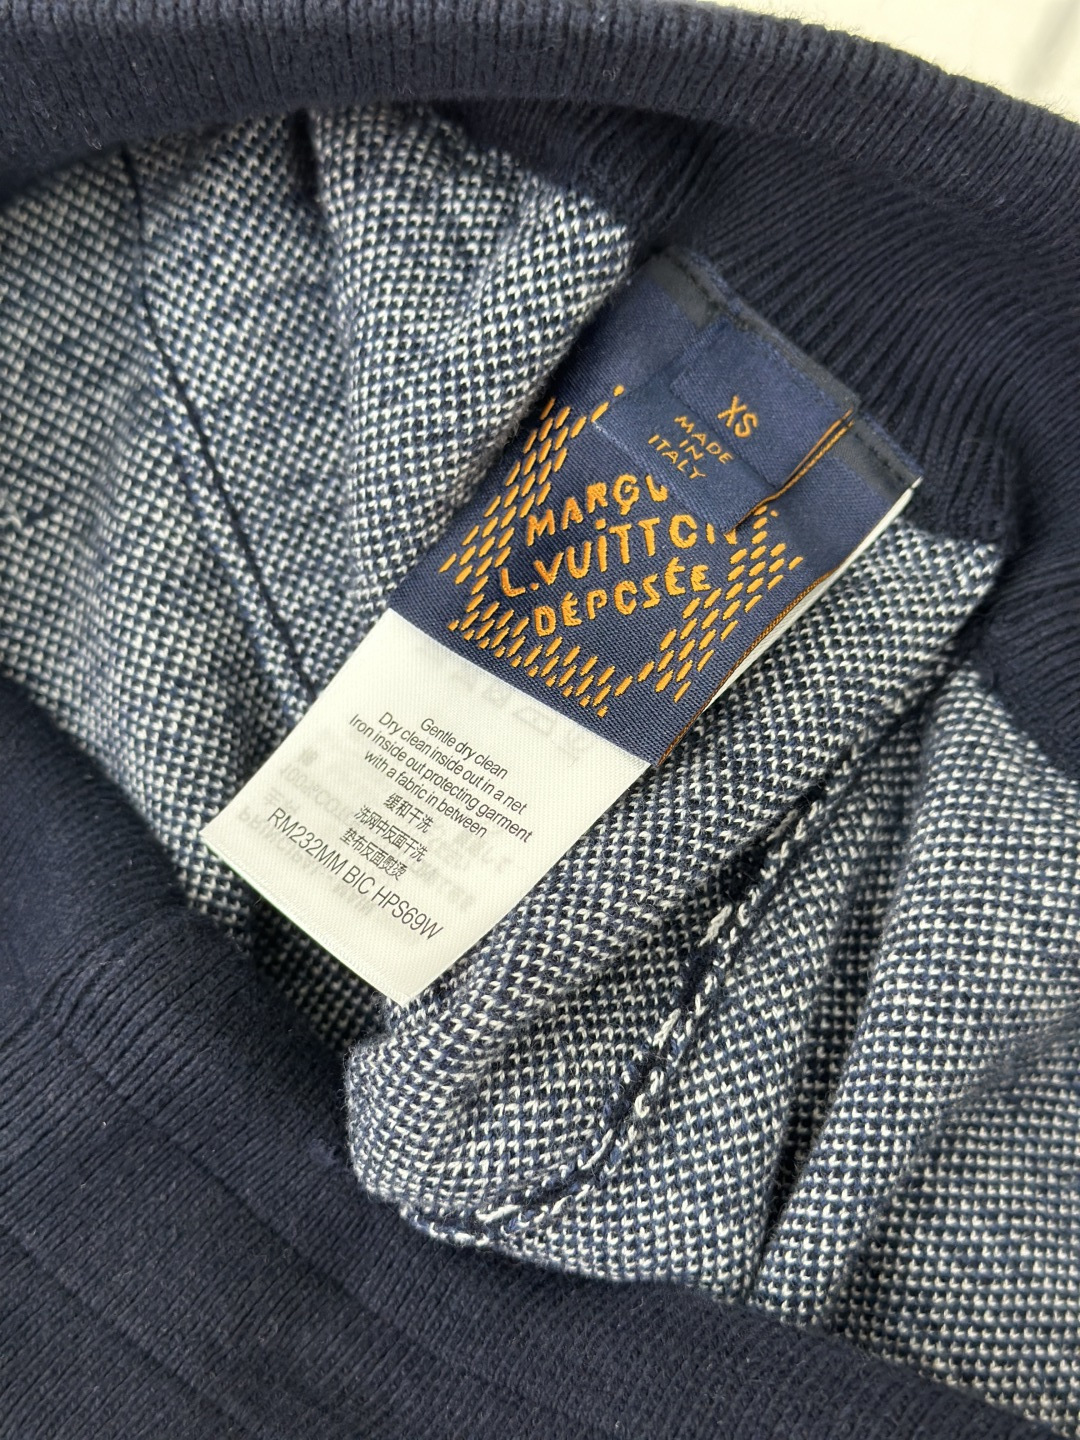 XS
MADE
IN
ITALY
L.VUITTON
DÉPOSÉE
Gentle dry clean
Dry clean inside out in a net
Iron inside out protecting garment
with a fabric in between
缓和干洗
洗网中反面干洗
垫布反面熨烫
RM232MM BIC HPS69W